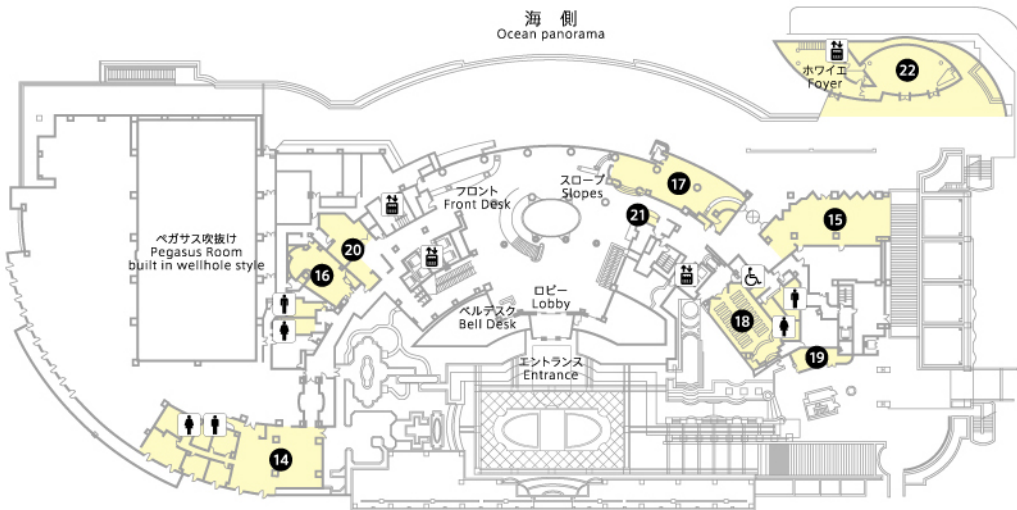 海 側
Ocean panorama
ホワイエ
Foyer
22
17
スロープ
Slopes
フロント
Front Desk
21
15
20
16
ペガサス吹抜け
Pegasus Room
built in wellhole style
ロビー
Lobby
ベルデスク
Bell Desk
18
19
エントランス
Entrance
14